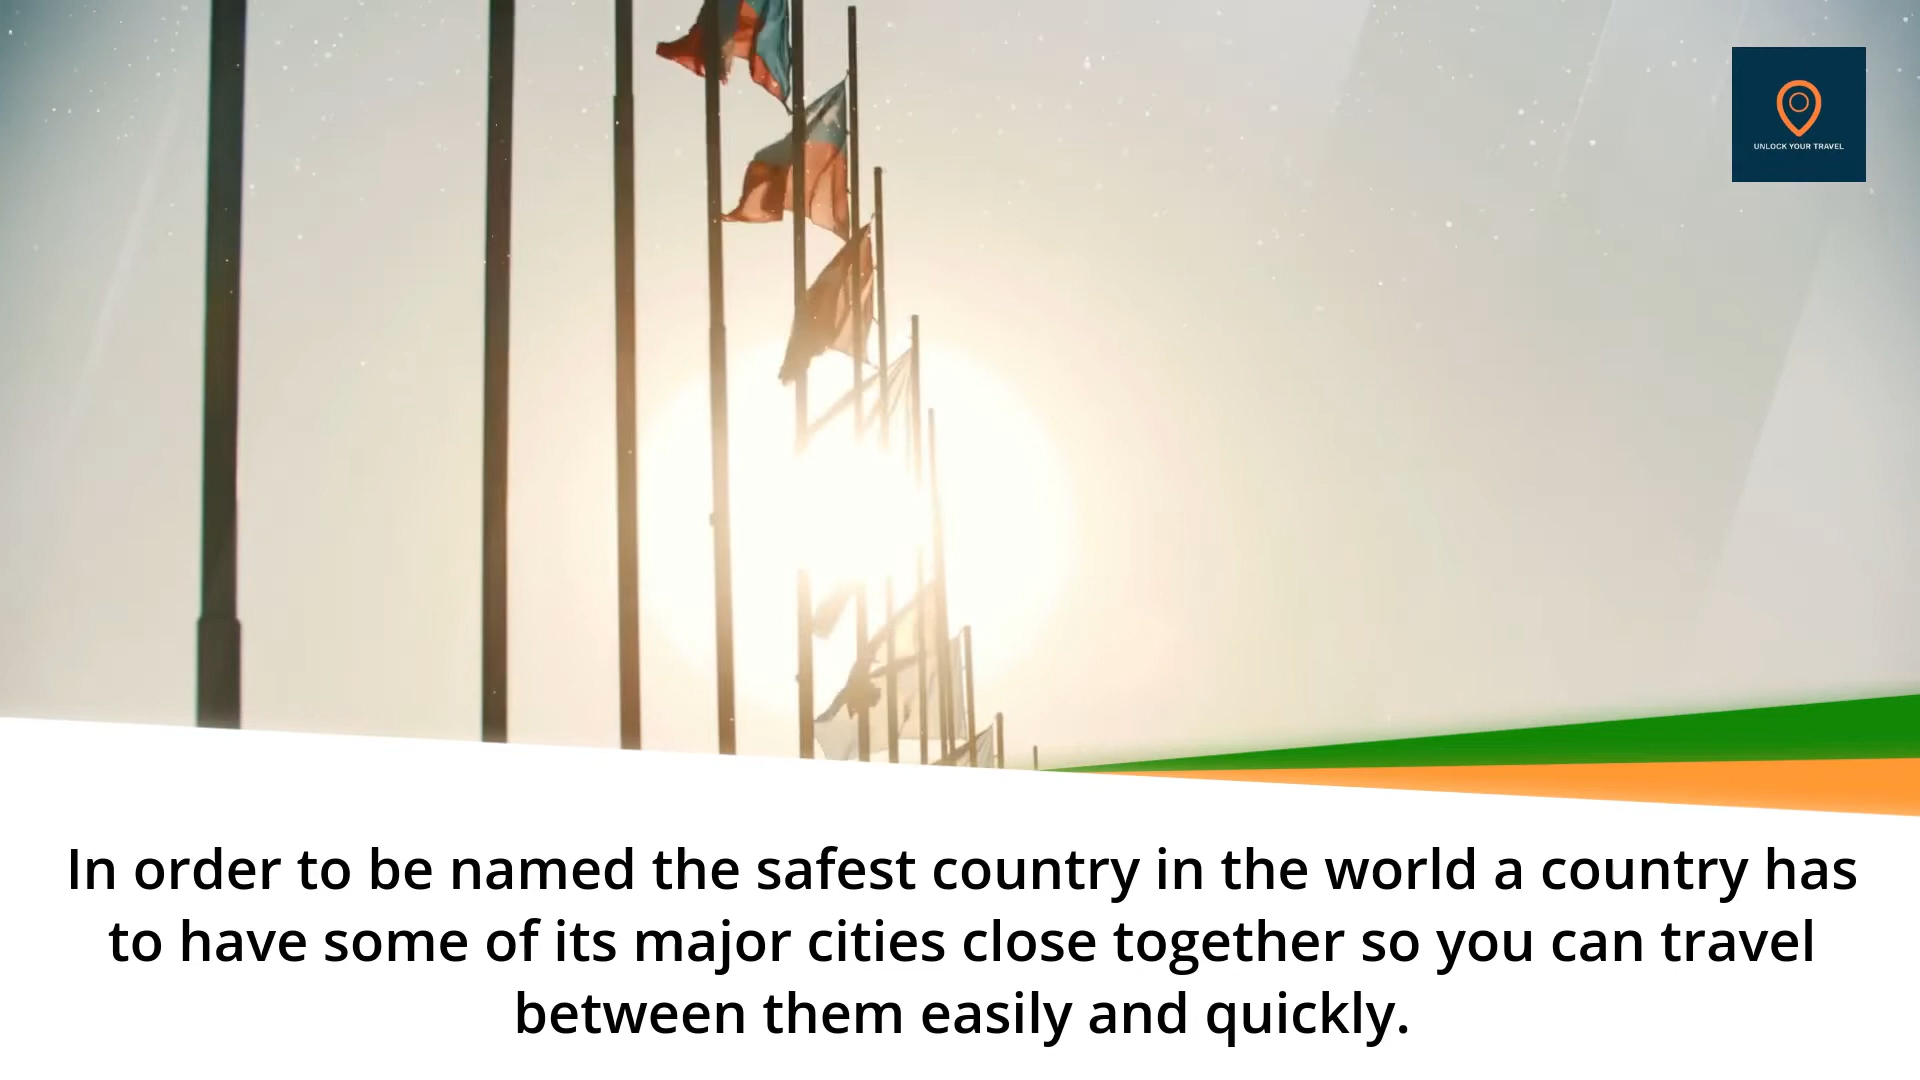 UNLOCK YOUR TRAVEL
In order to be named the safest country in the world a country has
to have some of its major cities close together so you can travel
between them easily and quickly.